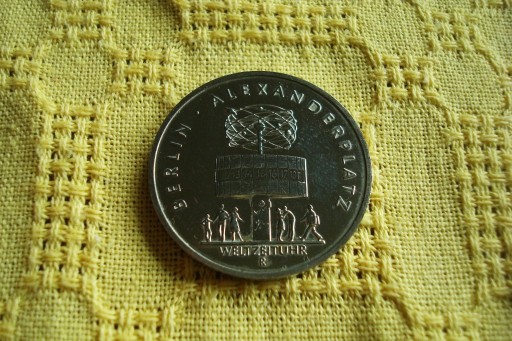 BERLIN · ALEXANDERPLATZ
WELTZEITUHR